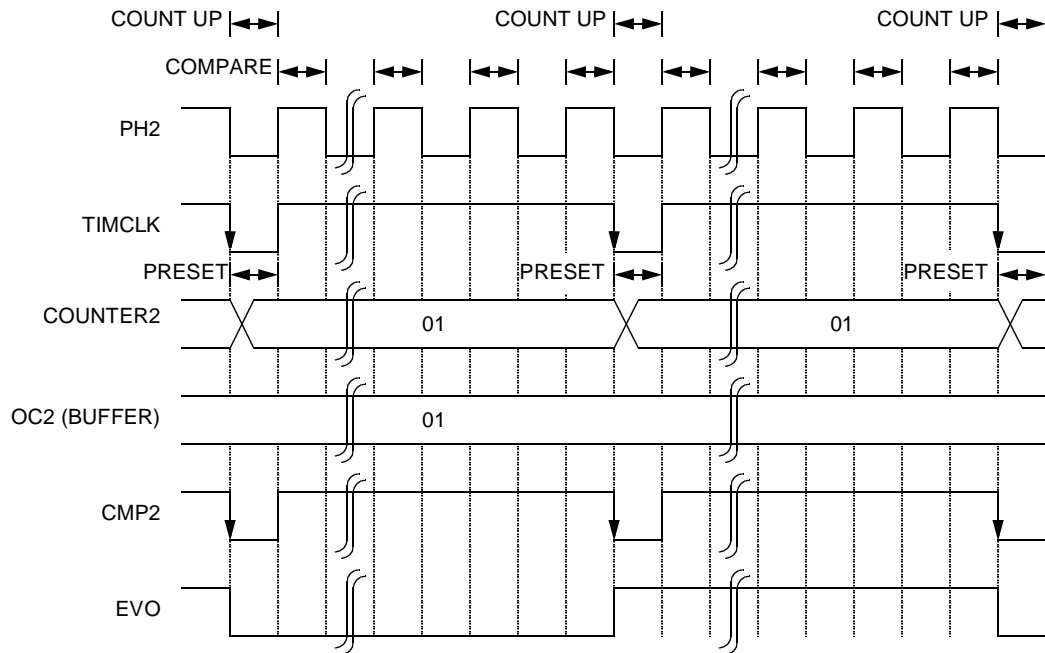 COUNT UP COUNT UP COUNT UP
COMPARE
PH2
TIMCLK
PRESET PRESET PRESET
COUNTER2 01 01
OC2 (BUFFER) 01
CMP2
EVO